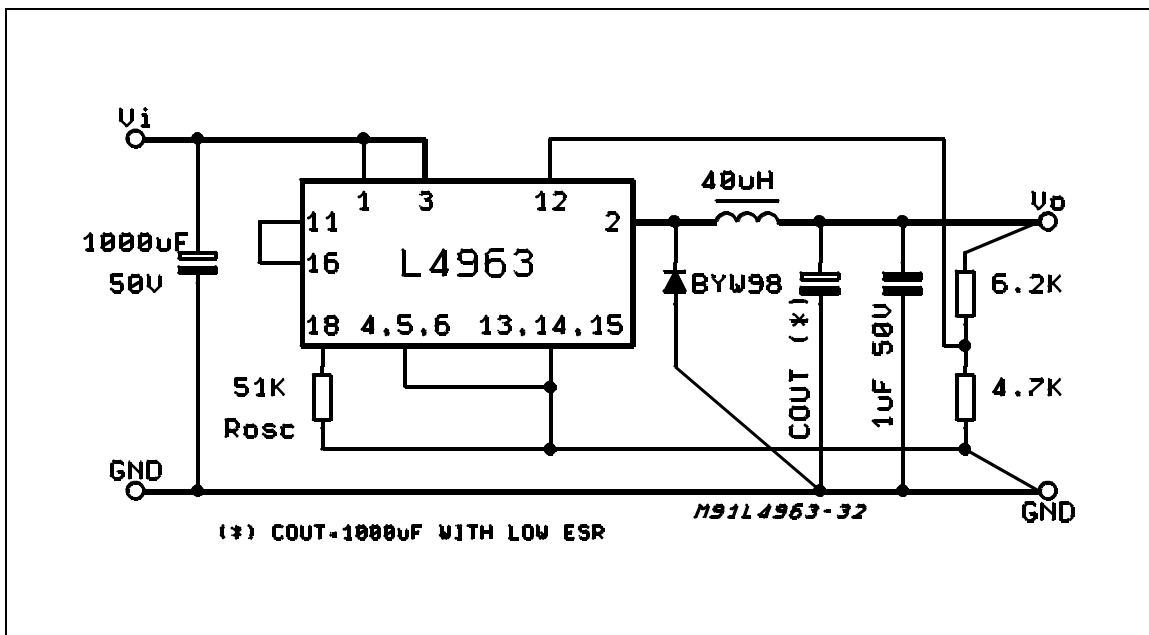 Vi
1
3
12
40uH
Vo
11
2
1000uF
16
L4963
50V
BYW98
6.2K
18
4,5,6
13,14,15
COUT (*)
1uF 50V
51K
4.7K
Rosc
GND
M91L4963-32
GND
(*) COUT=1000uF WITH LOW ESR